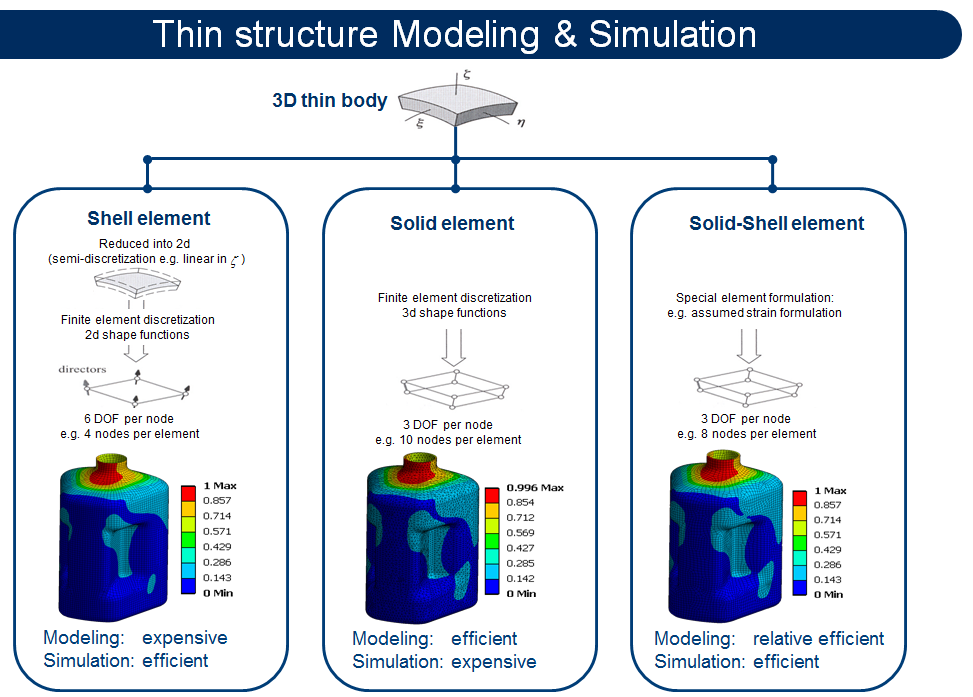 Thin structure Modeling & Simulation
3D thin body
ζ
ξ
η
Shell element
Reduced into 2d
(semi-discretization e.g. linear in ζ )
Finite element discretization
2d shape functions
directors
6 DOF per node
e.g. 4 nodes per element
1 Max
0.857
0.714
0.571
0.429
0.286
0.143
0 Min
Modeling: expensive
Simulation: efficient
Solid element
Finite element discretization
3d shape functions
3 DOF per node
e.g. 10 nodes per element
0.996 Max
0.854
0.712
0.569
0.427
0.285
0.142
0 Min
Modeling: efficient
Simulation: expensive
Solid-Shell element
Special element formulation:
e.g. assumed strain formulation
3 DOF per node
e.g. 8 nodes per element
1 Max
0.857
0.714
0.571
0.429
0.286
0.143
0 Min
Modeling: relative efficient
Simulation: efficient